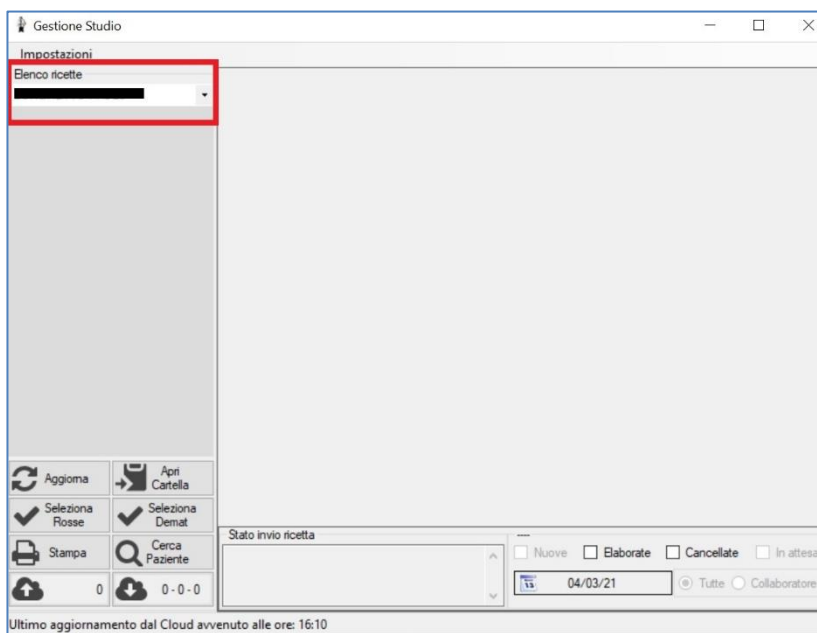 Gestione Studio
Impostazioni
Elenco ricette
Aggiorna
Apri
Cartella
Seleziona
Rosse
Seleziona
Demat
Stampa
Cerca
Paziente
0
0 - 0 - 0
Stato invio ricetta
----
Nuove Elaborate Cancellate In attesa
15 04/03/21 Tutte Collaboratore
Ultimo aggiornamento dal Cloud avvenuto alle ore: 16:10